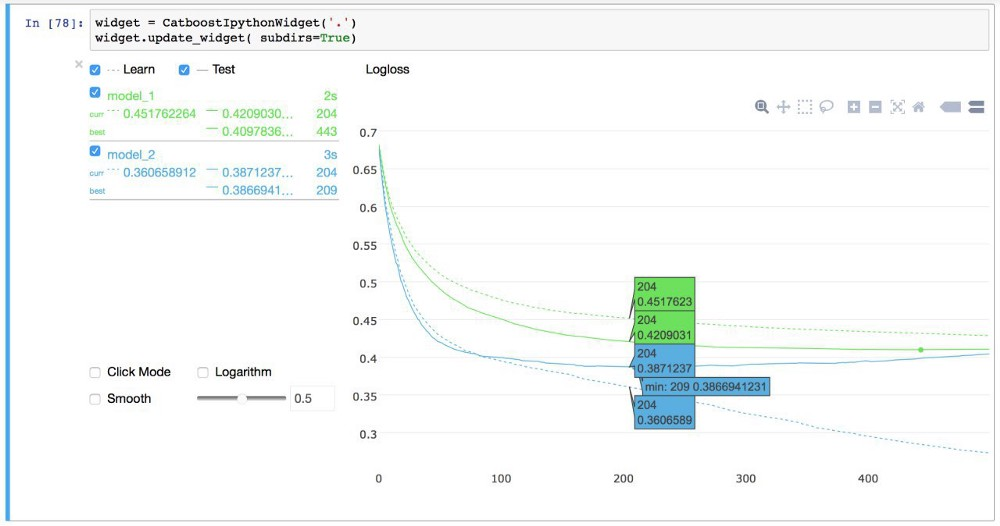 In [78]: widget = CatboostIpythonWidget('.')
widget.update_widget( subdirs=True)
Learn Test
Logloss
model_1 2s
curr 0.451762264 0.4209030... 204
best 0.4097836... 443
model_2 3s
curr 0.360658912 0.3871237... 204
best 0.3866941... 209
Click Mode Logarithm
Smooth 0.5
0.7
0.65
0.6
0.55
0.5
0.45
0.4
0.35
0.3
204
0.4517623
204
0.4209031
204
0.3871237
min: 209 0.3866941231
204
0.3606589
0 100 200 300 400